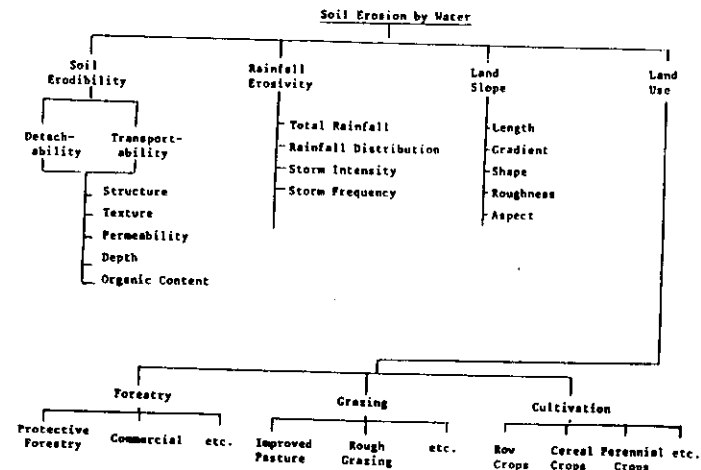 Soil Erosion by Water
Soil
Erodibility
Rainfall
Erosivity
Land
Slope
Land
Use
Detach-
ability
Transport-
ability
Structure
Texture
Permeability
Depth
Organic Content
Total Rainfall
Rainfall Distribution
Storm Intensity
Storm Frequency
Length
Gradient
Shape
Roughness
Aspect
Forestry
Grazing
Cultivation
Protective
Forestry
Commercial
etc.
Improved
Pasture
Rough
Grazing
etc.
Row
Crops
Cereal
Crops
Perennial
Crops
etc.